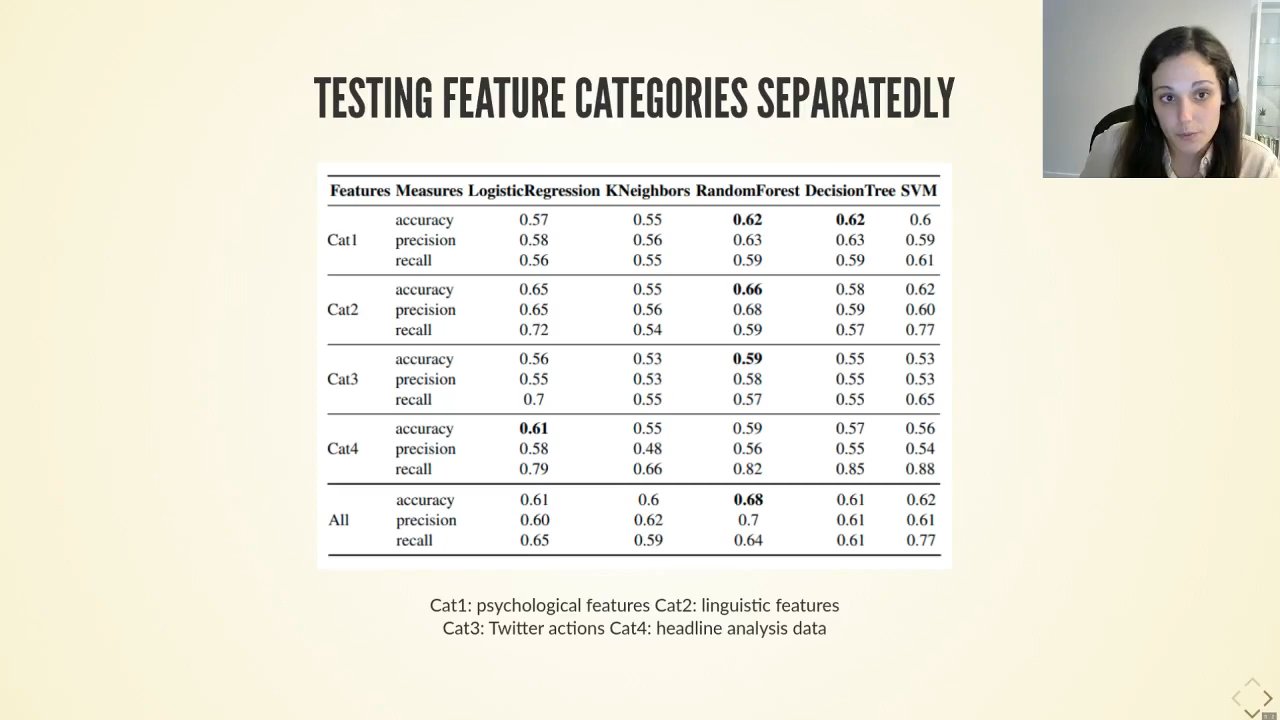 TESTING FEATURE CATEGORIES SEPARATEDLY
Features Measures LogisticRegression KNeighbors RandomForest DecisionTree SVM
accuracy 0.57 0.55 0.62 0.62 0.6
Cat1 precision 0.58 0.56 0.63 0.63 0.59
recall 0.56 0.55 0.59 0.59 0.61
accuracy 0.65 0.55 0.66 0.58 0.62
Cat2 precision 0.65 0.56 0.68 0.59 0.60
recall 0.72 0.54 0.59 0.57 0.77
accuracy 0.56 0.53 0.59 0.55 0.53
Cat3 precision 0.55 0.53 0.58 0.55 0.53
recall 0.7 0.55 0.57 0.55 0.65
accuracy 0.61 0.55 0.59 0.57 0.56
Cat4 precision 0.58 0.48 0.56 0.55 0.54
recall 0.79 0.66 0.82 0.85 0.88
accuracy 0.61 0.6 0.68 0.61 0.62
All precision 0.60 0.62 0.7 0.61 0.61
recall 0.65 0.59 0.64 0.61 0.77
Cat1: psychological features Cat2: linguistic features
Cat3: Twitter actions Cat4: headline analysis data